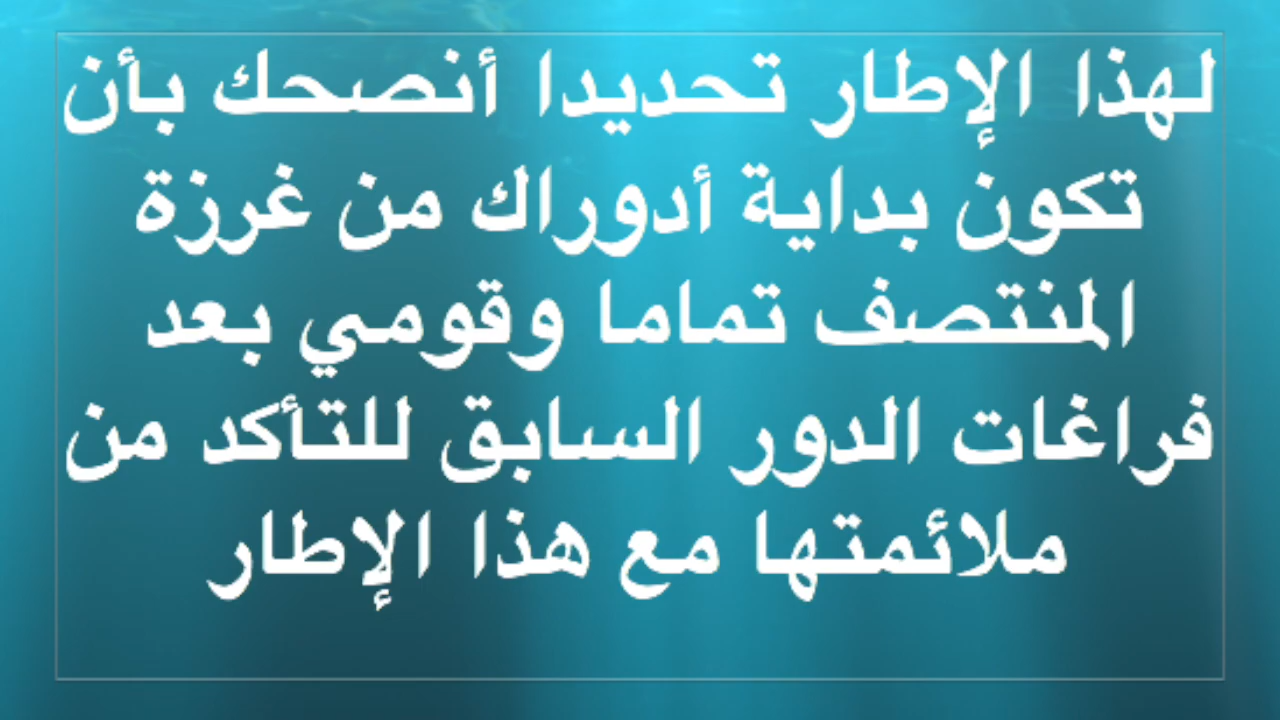 لهذا الإطار تحديدا أنصحك بأن
تكون بداية أدوراك من غرزة
المنتصف تماما وقومي بعد
فراغات الدور السابق للتأكد من
ملائمتها مع هذا الإطار